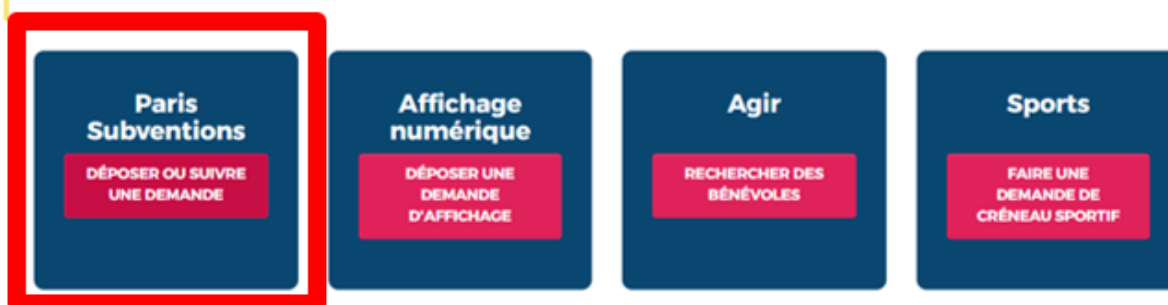 Paris
Subventions
DÉPOSER OU SUIVRE
UNE DEMANDE
Affichage
numérique
DÉPOSER UNE
DEMANDE
D'AFFICHAGE
Agir
RECHERCHER DES
BÉNÉVOLES
Sports
FAIRE UNE
DEMANDE DE
CRÉNEAU SPORTIF